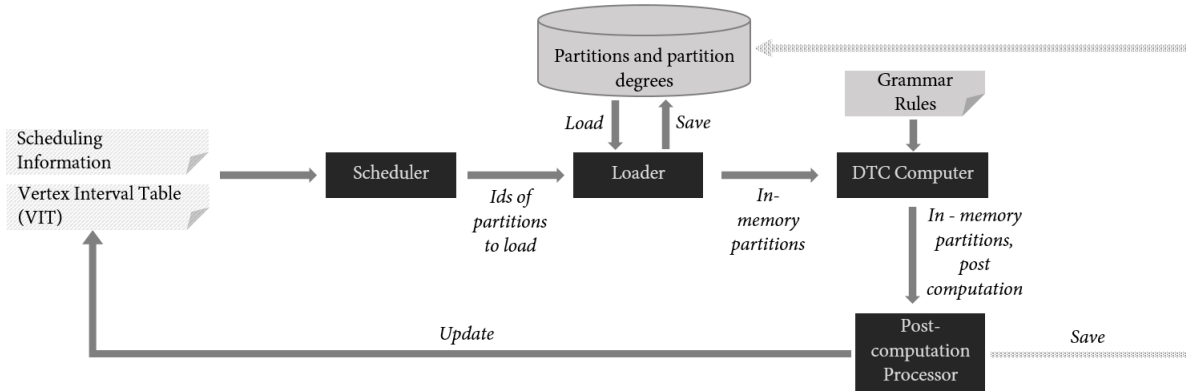 Partitions and partition
degrees
Grammar
Rules
Load
Save
Scheduling
Information
Vertex Interval Table
(VIT)
Scheduler
Loader
DTC Computer
Ids of
partitions
to load
In-
memory
partitions
In - memory
partitions,
post
computation
Update
Post-
computation
Processor
Save